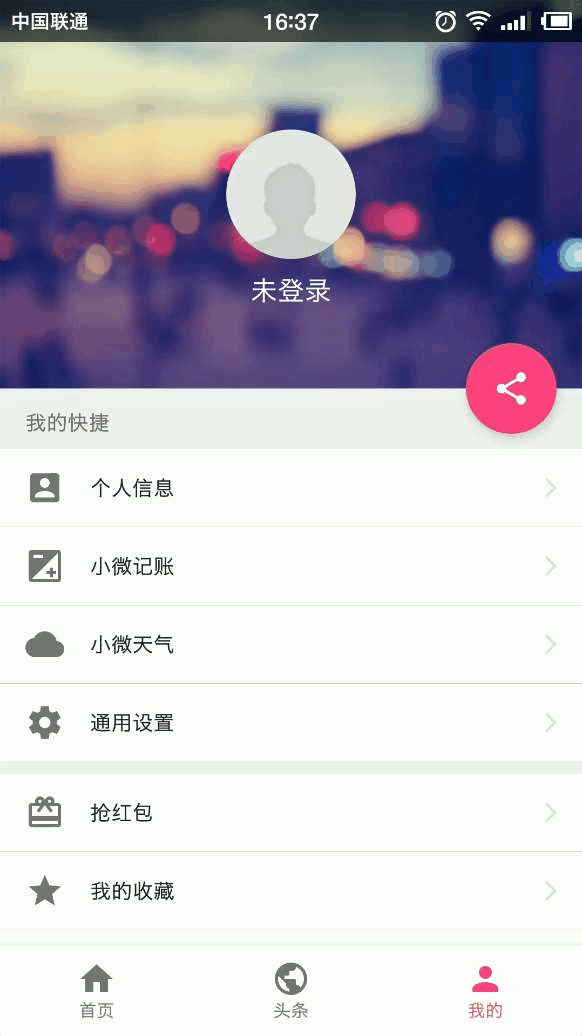 中国联通 16:37
未登录
我的快捷
个人信息
小微记账
小微天气
通用设置
抢红包
我的收藏
首页 头条 我的